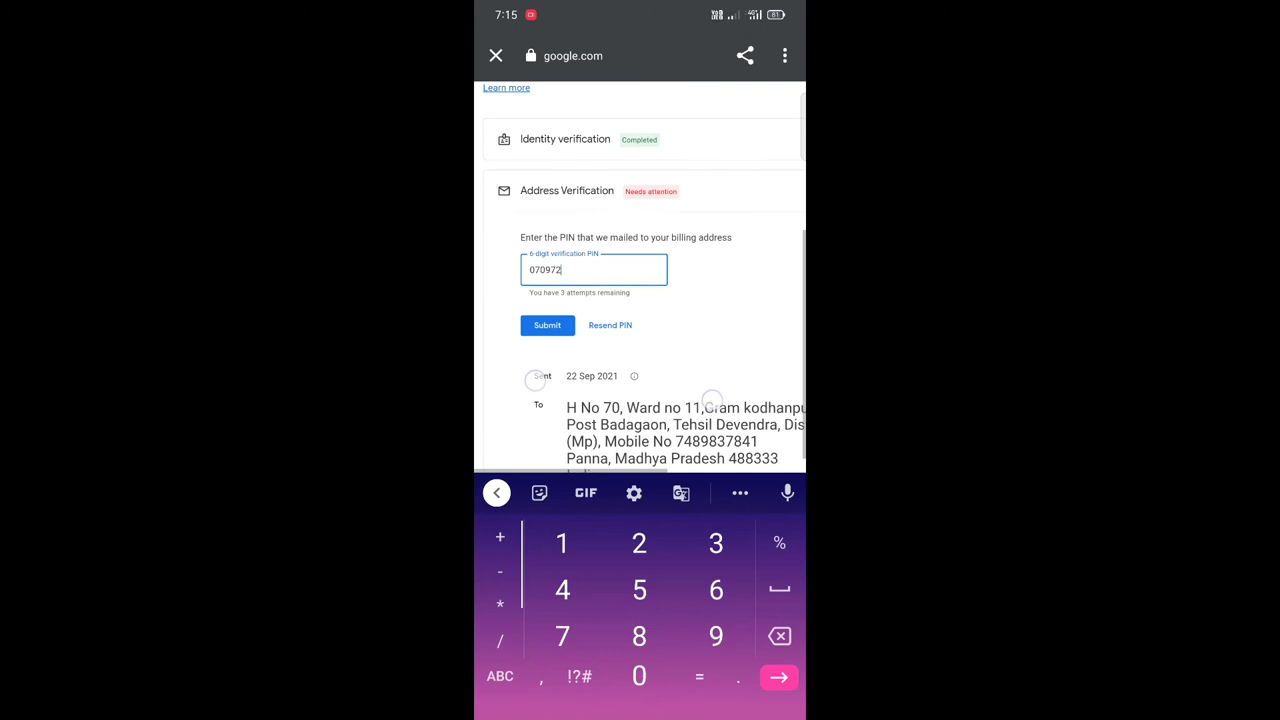 7:15 81
google.com
Learn more
Identity verification Completed
Address Verification Needs attention
Enter the PIN that we mailed to your billing address
6-digit verification PIN
070972
You have 3 attempts remaining
Submit Resend PIN
Sent 22 Sep 2021
To H No 70, Ward no 11,Gram kodhanpu
Post Badagaon, Tehsil Devendra, Dis
(Mp), Mobile No 7489837841
Panna, Madhya Pradesh 488333
GIF
+ 1 2 3 %
- 4 5 6
* 7 8 9
/
ABC , !?# 0 = .